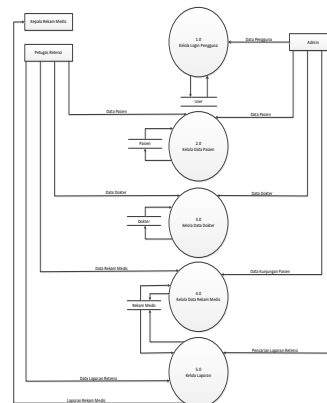 Kepala Rekam Medis
Petugas Retensi
1.0
Kelola Login Pengguna
Data Pengguna
Admin
User
Data Pasien
Data Pasien
2.0
Kelola Data Pasien
Pasien
Data Dokter
Data Dokter
3.0
Kelola Data Dokter
Dokter
Data Rekam Medis
4.0
Kelola Data Rekam Medis
Data Kunjungan Pasien
Rekam Medis
5.0
Kelola Laporan
Pencarian Laporan Retensi
Data Laporan Retensi
Laporan Rekam Medis